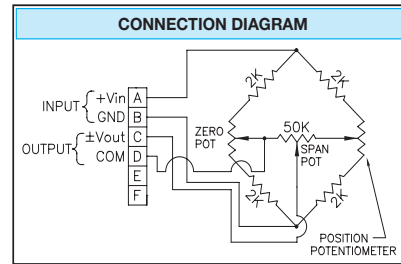 CONNECTION DIAGRAM
INPUT
+Vin A
GND B
OUTPUT
±Vout C
COM D
E
F
2K
2K
ZERO
POT
50K
SPAN
POT
2K
2K
POSITION
POTENTIOMETER